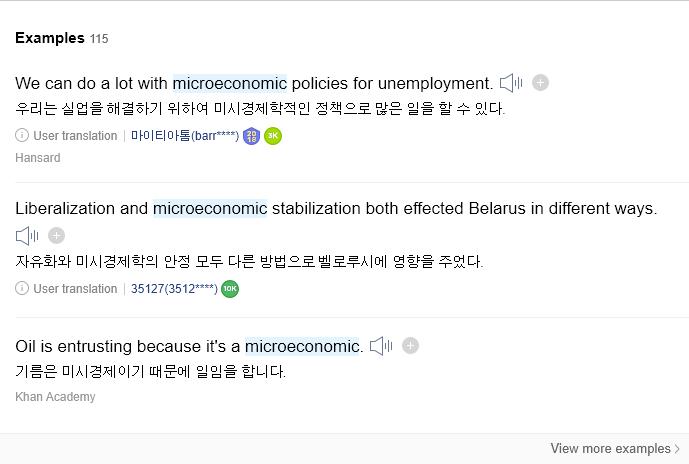 Examples 115
We can do a lot with microeconomic policies for unemployment.
우리는 실업을 해결하기 위하여 미시경제학적인 정책으로 많은 일을 할 수 있다.
User translation | 마이티아톰(barr****) 2018 3K
Hansard
Liberalization and microeconomic stabilization both effected Belarus in different ways.
자유화와 미시경제학의 안정 모두 다른 방법으로 벨로루시에 영향을 주었다.
User translation | 35127(3512****) 10K
Oil is entrusting because it's a microeconomic.
기름은 미시경제이기 때문에 일임을 합니다.
Khan Academy
View more examples